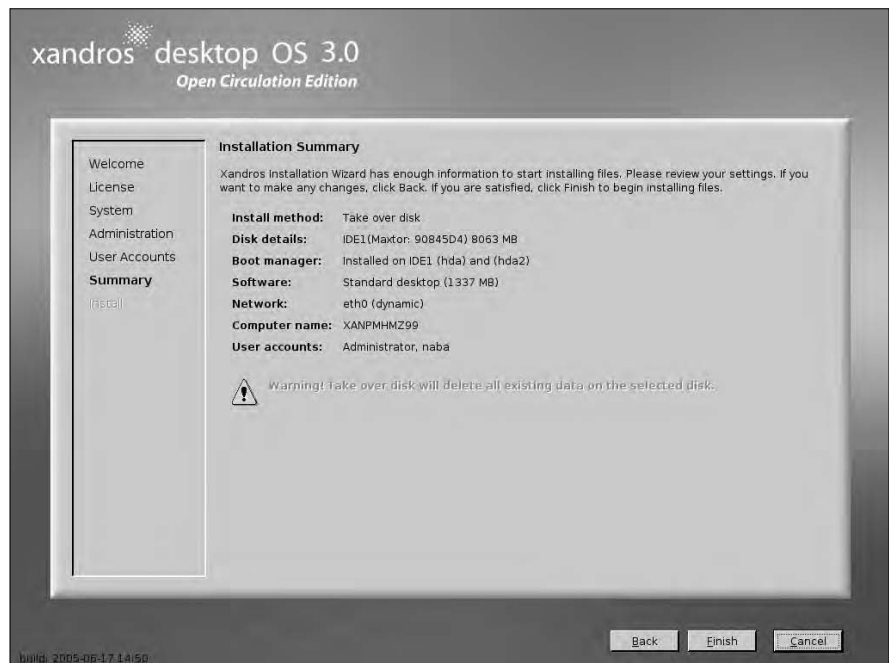 xandros desktop OS 3.0
Open Circulation Edition
Welcome
License
System
Administration
User Accounts
Summary
Install
Installation Summary
Xandros Installation Wizard has enough information to start installing files. Please review your settings. If you
want to make any changes, click Back. If you are satisfied, click Finish to begin installing files.
Install method: Take over disk
Disk details: IDE1(Maxtor: 90845D4) 8063 MB
Boot manager: Installed on IDE1 (hda) and (hda2)
Software: Standard desktop (1337 MB)
Network: eth0 (dynamic)
Computer name: XANPMHMZ99
User accounts: Administrator, naba
Warning! Take over disk will delete all existing data on the selected disk.
Back Finish Cancel
build: 2005-06-17 14:50